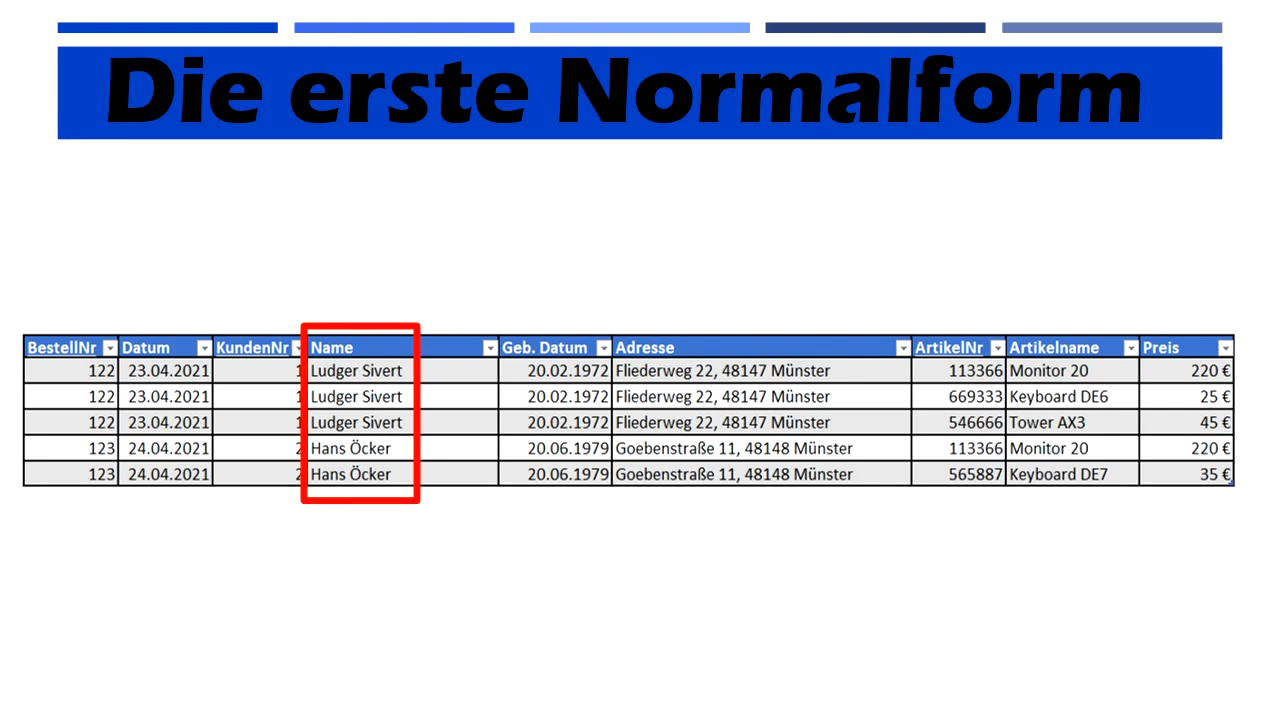 Die erste Normalform
BestellNr Datum KundenNr Name Geb. Datum Adresse ArtikelNr Artikelname Preis
122 23.04.2021 1 Ludger Sivert 20.02.1972 Fliederweg 22, 48147 Münster 113366 Monitor 20 220 €
122 23.04.2021 1 Ludger Sivert 20.02.1972 Fliederweg 22, 48147 Münster 669333 Keyboard DE6 25 €
122 23.04.2021 1 Ludger Sivert 20.02.1972 Fliederweg 22, 48147 Münster 546666 Tower AX3 45 €
123 24.04.2021 2 Hans Öcker 20.06.1979 Goebenstraße 11, 48148 Münster 113366 Monitor 20 220 €
123 24.04.2021 2 Hans Öcker 20.06.1979 Goebenstraße 11, 48148 Münster 565887 Keyboard DE7 35 €